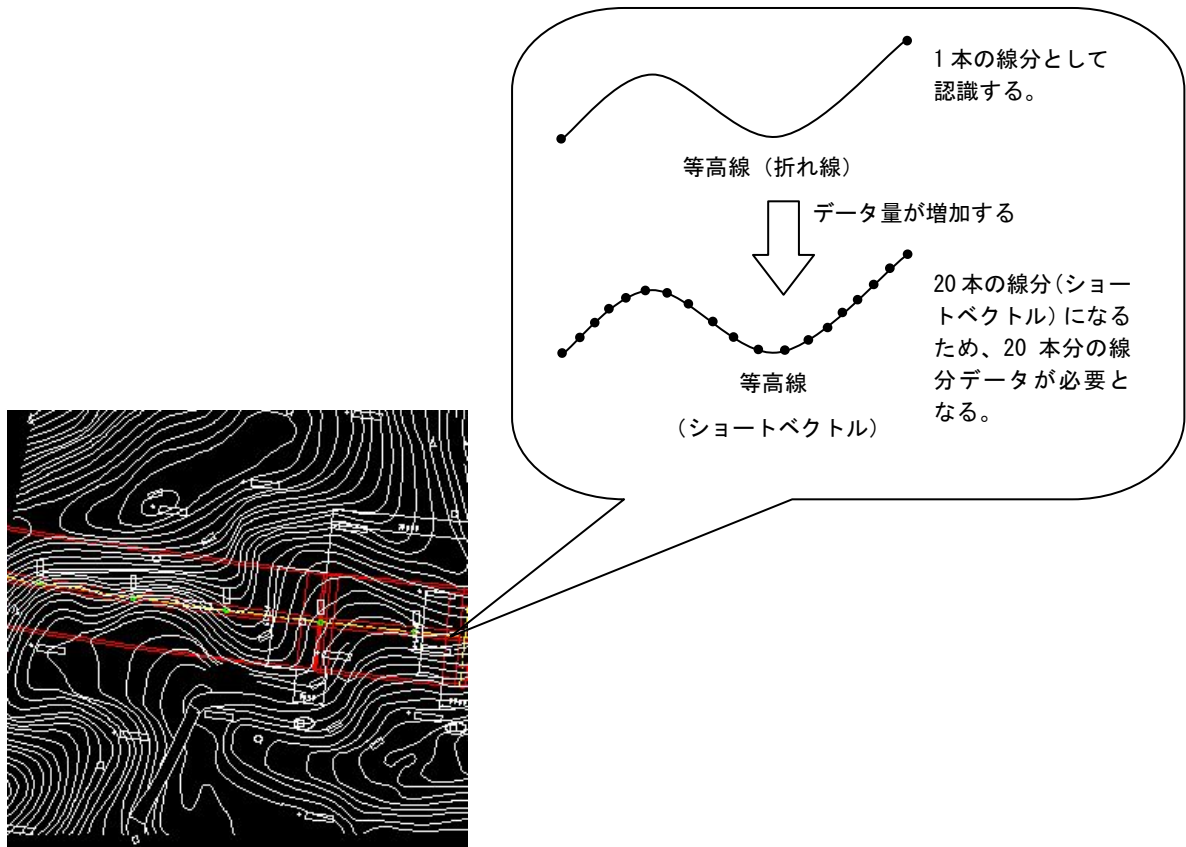 1本の線分として
認識する。
等高線（折れ線）
データ量が増加する
20本の線分（ショー
トベクトル）になる
ため、20 本分の線
分データが必要と
なる。
等高線
（ショートベクトル）